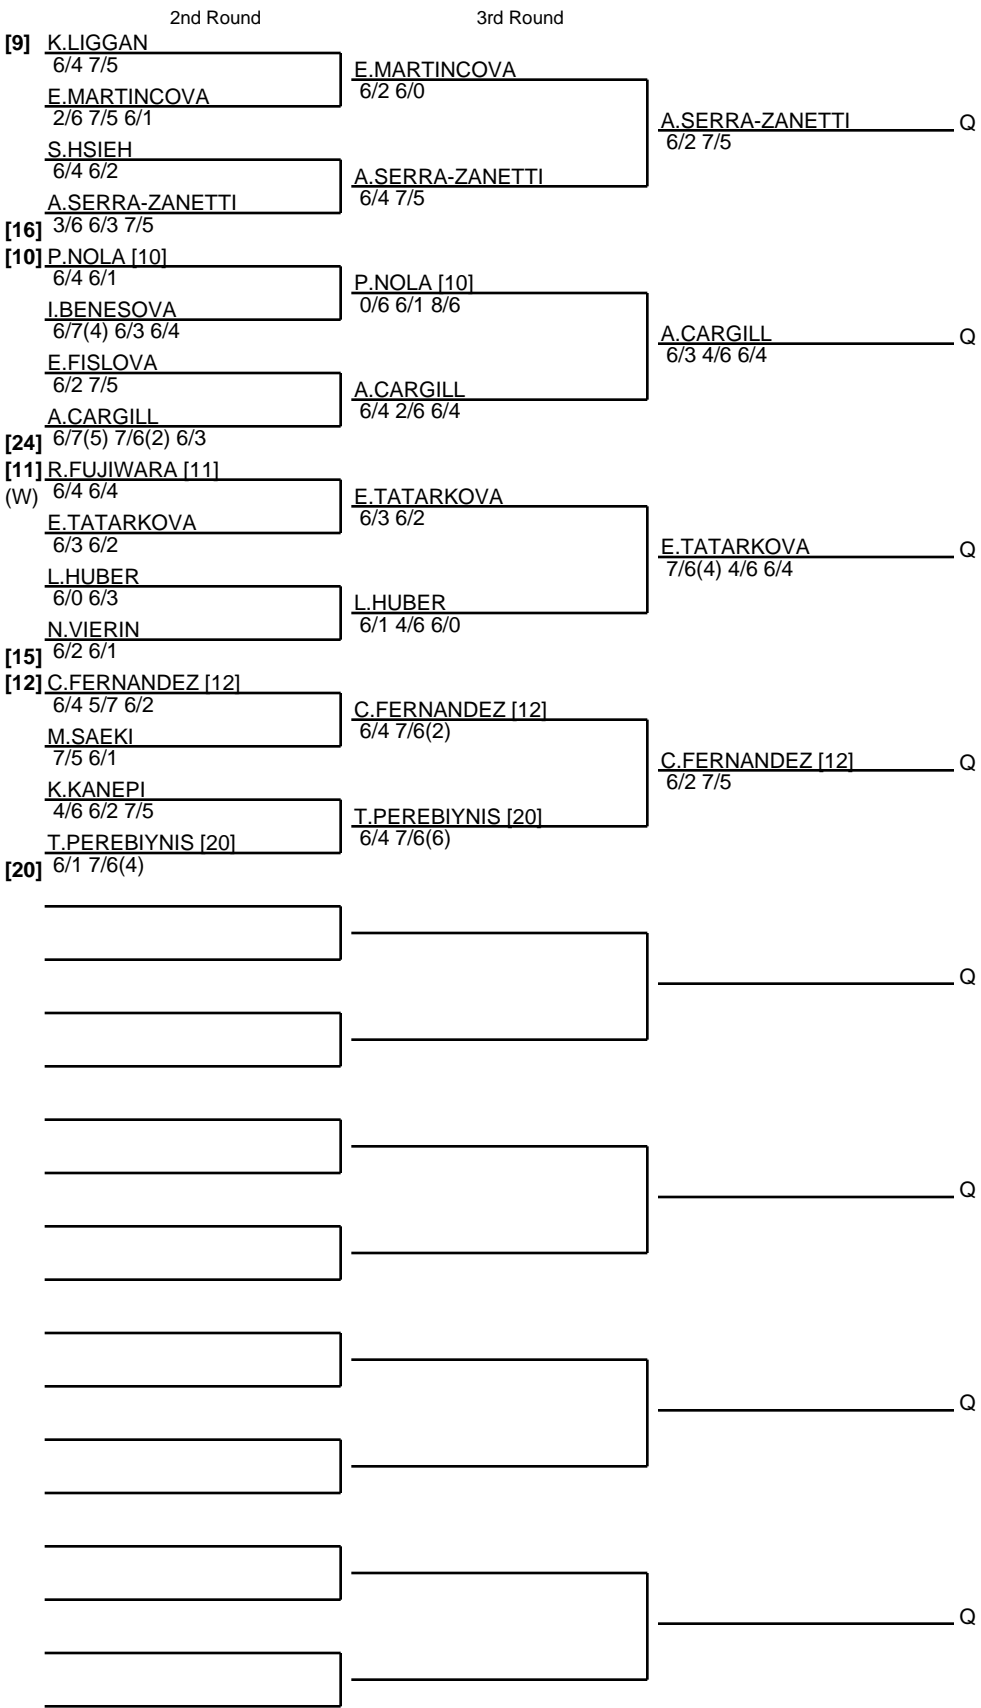 2nd Round 3rd Round
[9] K.LIGGAN
6/4 7/5
E.MARTINCOVA
6/2 6/0
E.MARTINCOVA
2/6 7/5 6/1
A.SERRA-ZANETTI Q
6/2 7/5
S.HSIEH
6/4 6/2
A.SERRA-ZANETTI
6/4 7/5
A.SERRA-ZANETTI
[16] 3/6 6/3 7/5
[10] P.NOLA [10]
6/4 6/1
P.NOLA [10]
0/6 6/1 8/6
I.BENESOVA
6/7(4) 6/3 6/4
A.CARGILL Q
6/3 4/6 6/4
E.FISLOVA
6/2 7/5
A.CARGILL
6/4 2/6 6/4
A.CARGILL
[24] 6/7(5) 7/6(2) 6/3
[11] R.FUJIWARA [11]
(W) 6/4 6/4
E.TATARKOVA
6/3 6/2
E.TATARKOVA
6/3 6/2
E.TATARKOVA Q
7/6(4) 4/6 6/4
L.HUBER
6/0 6/3
L.HUBER
6/1 4/6 6/0
N.VIERIN
[15] 6/2 6/1
[12] C.FERNANDEZ [12]
6/4 5/7 6/2
C.FERNANDEZ [12]
6/4 7/6(2)
M.SAEKI
7/5 6/1
C.FERNANDEZ [12] Q
6/2 7/5
K.KANEPI
4/6 6/2 7/5
T.PEREBIYNIS [20]
6/4 7/6(6)
T.PEREBIYNIS [20]
[20] 6/1 7/6(4)
Q
Q
Q
Q